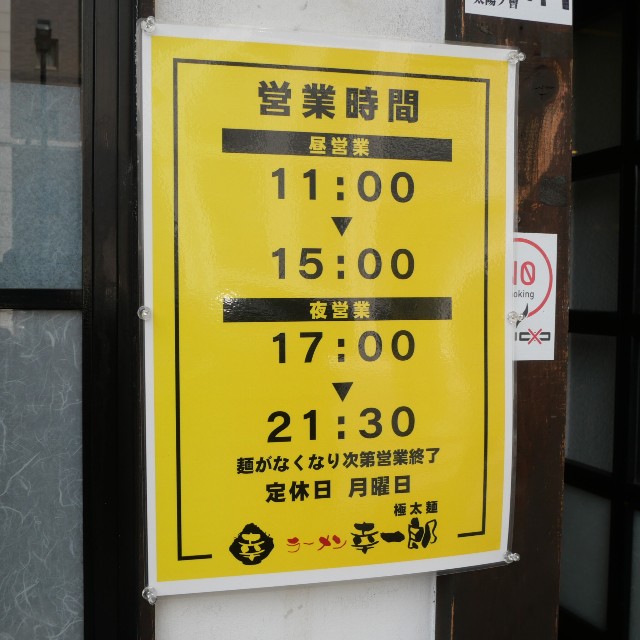 営業時間
昼営業
11:00
▼
15:00
夜営業
17:00
▼
21:30
麺がなくなり次第営業終了
定休日 月曜日
極太麺
幸 ラーメン 幸一郎